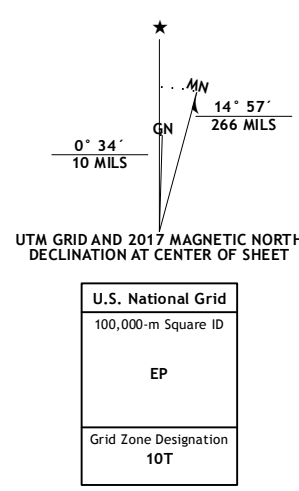 ★
MN
GN
14° 57´
266 MILS
0° 34´
10 MILS
UTM GRID AND 2017 MAGNETIC NORTH
DECLINATION AT CENTER OF SHEET
U.S. National Grid
100,000-m Square ID
EP
Grid Zone Designation
10T